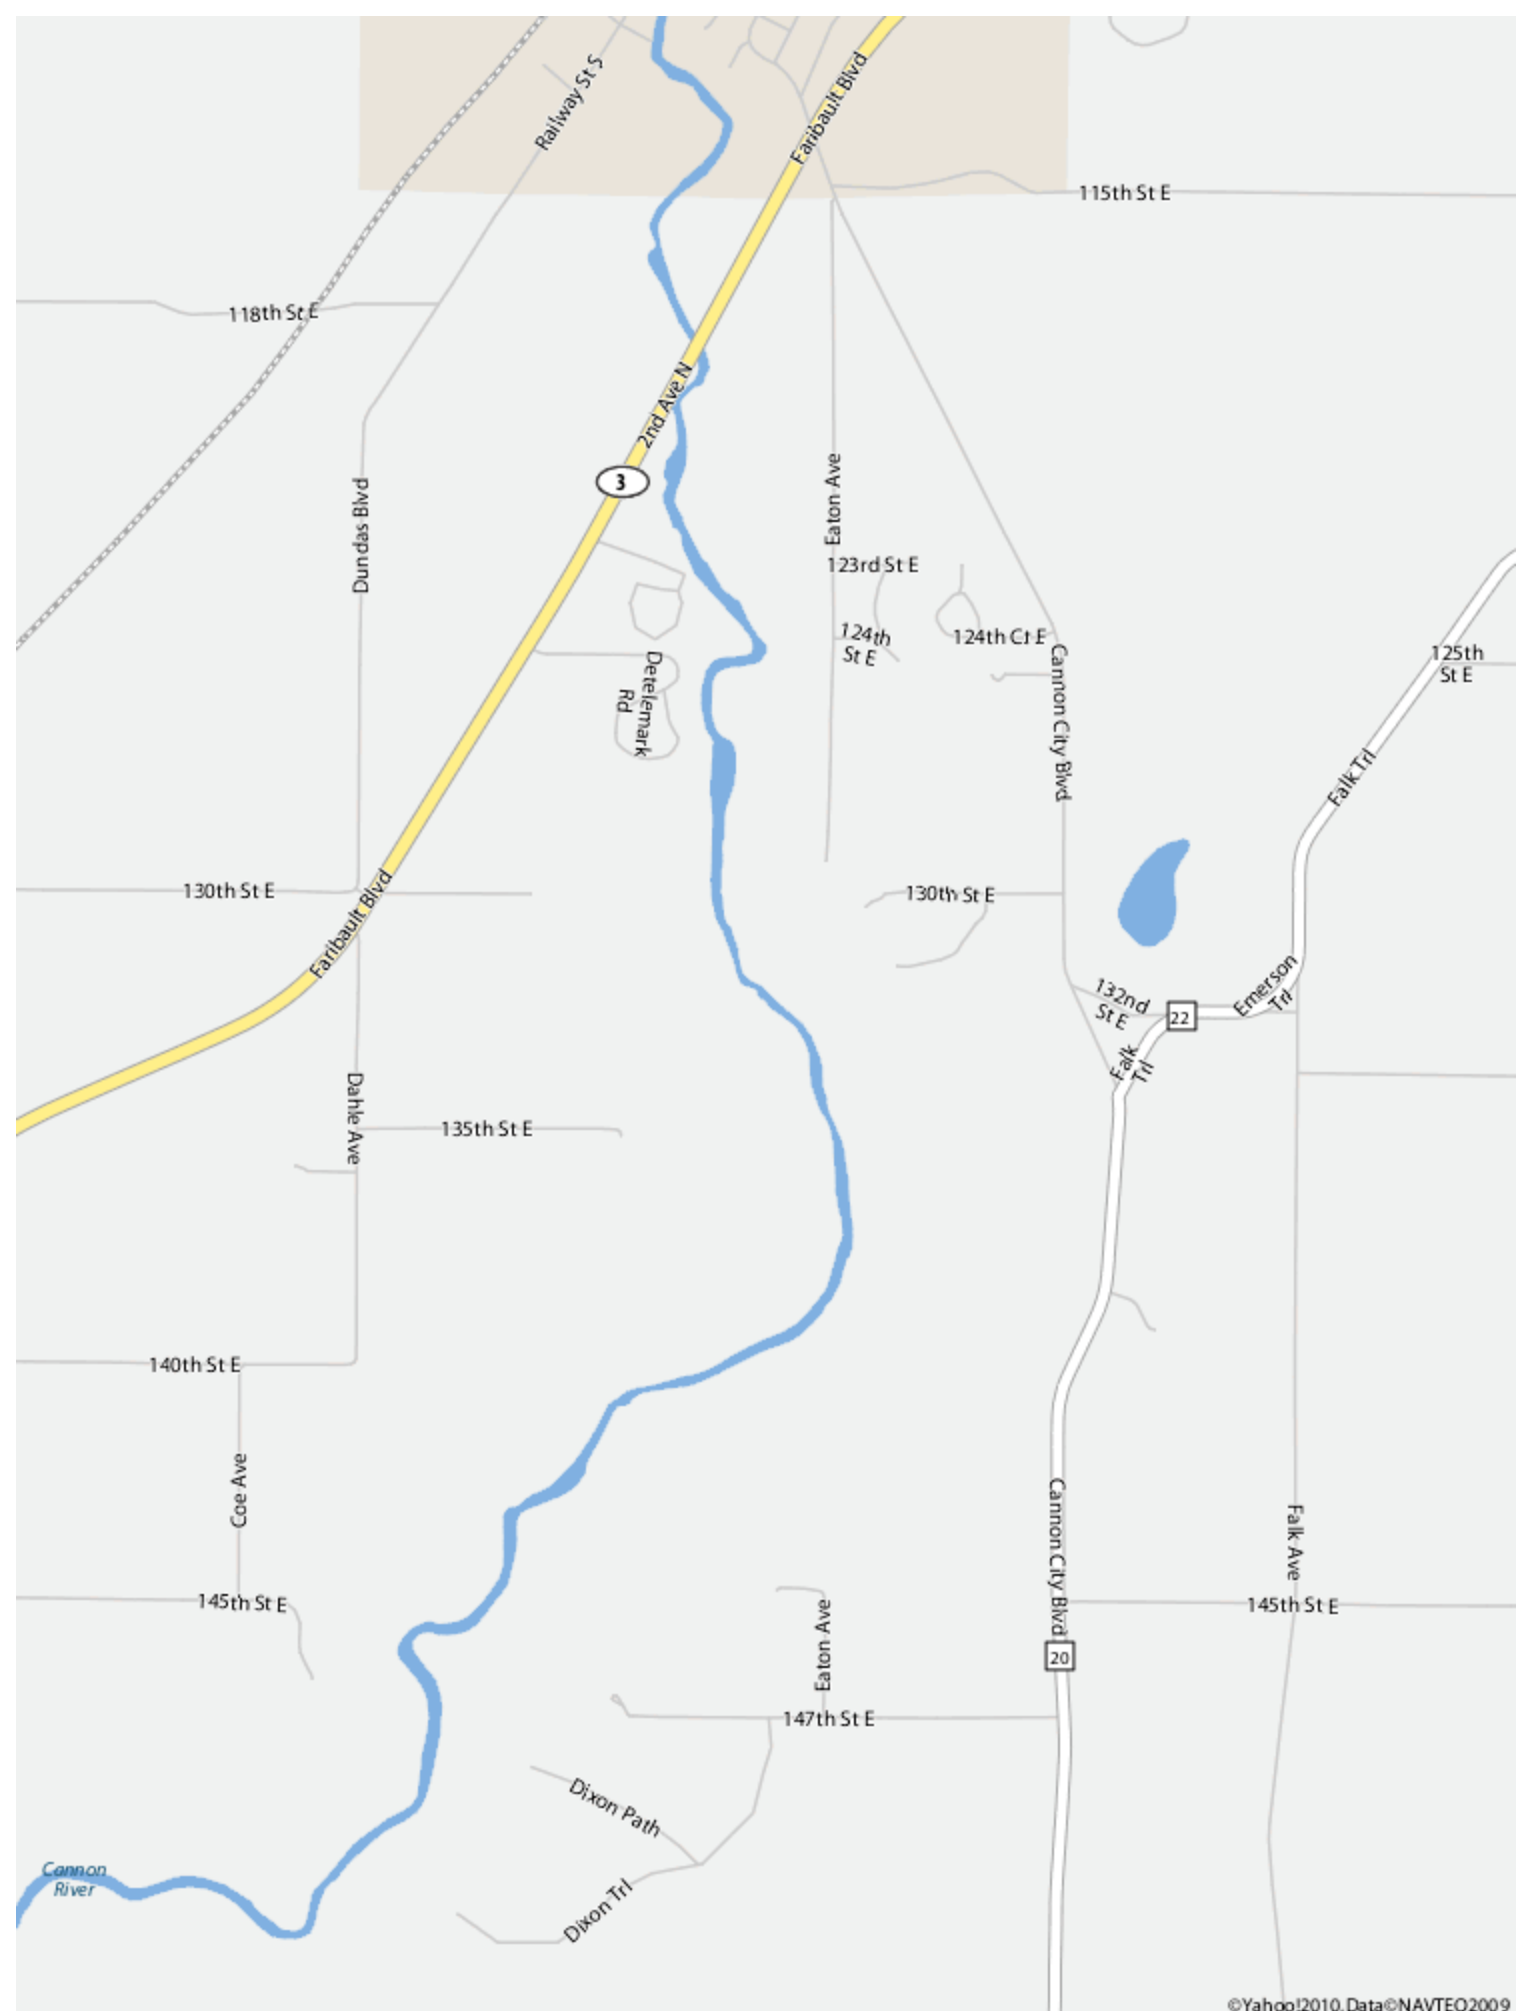 Railway St S
Faribault Blvd
115th St E
118th St E
2nd Ave N
3
Dundas Blvd
Eaton Ave
123rd St E
124th
St E
124th Ct E
Detelemark
Rd
Cannon City Blvd
125th
St E
Falk Trl
130th St E
Faribault Blvd
130th St E
132nd
St E
22
Emerson
Trl
Falk
Trl
Dahle Ave
135th St E
140th St E
Coe Ave
Cannon City Blvd
Falk Ave
145th St E
145th St E
Eaton Ave
20
147th St E
Dixon Path
Cannon
River
Dixon Trl
©Yahoo!2010, Data©NAVTEQ2009